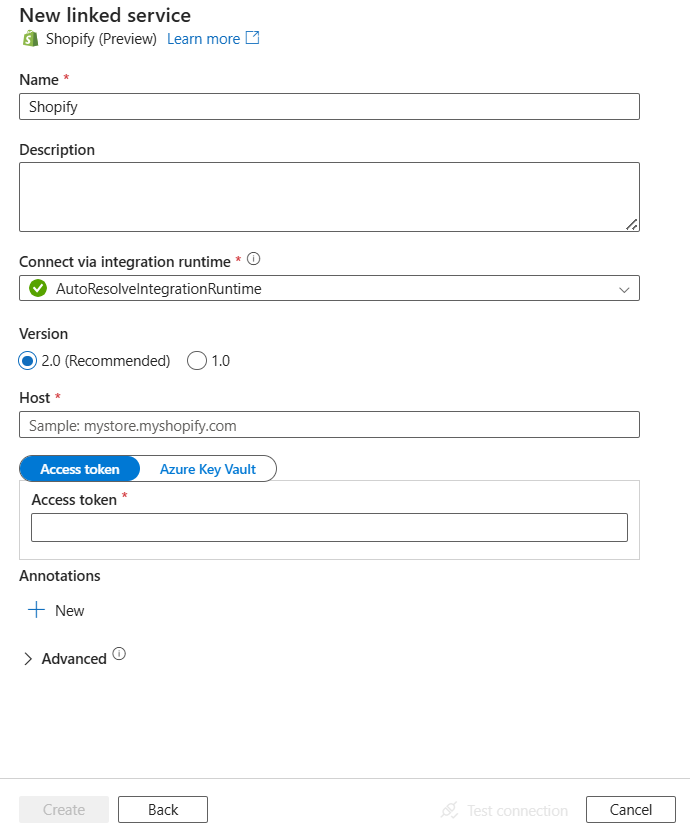 New linked service
Shopify (Preview) Learn more
Name *
Shopify
Description
Connect via integration runtime *
AutoResolveIntegrationRuntime
Version
2.0 (Recommended) 1.0
Host *
Sample: mystore.myshopify.com
Access token Azure Key Vault
Access token *
Annotations
New
Advanced
Create Back Test connection Cancel